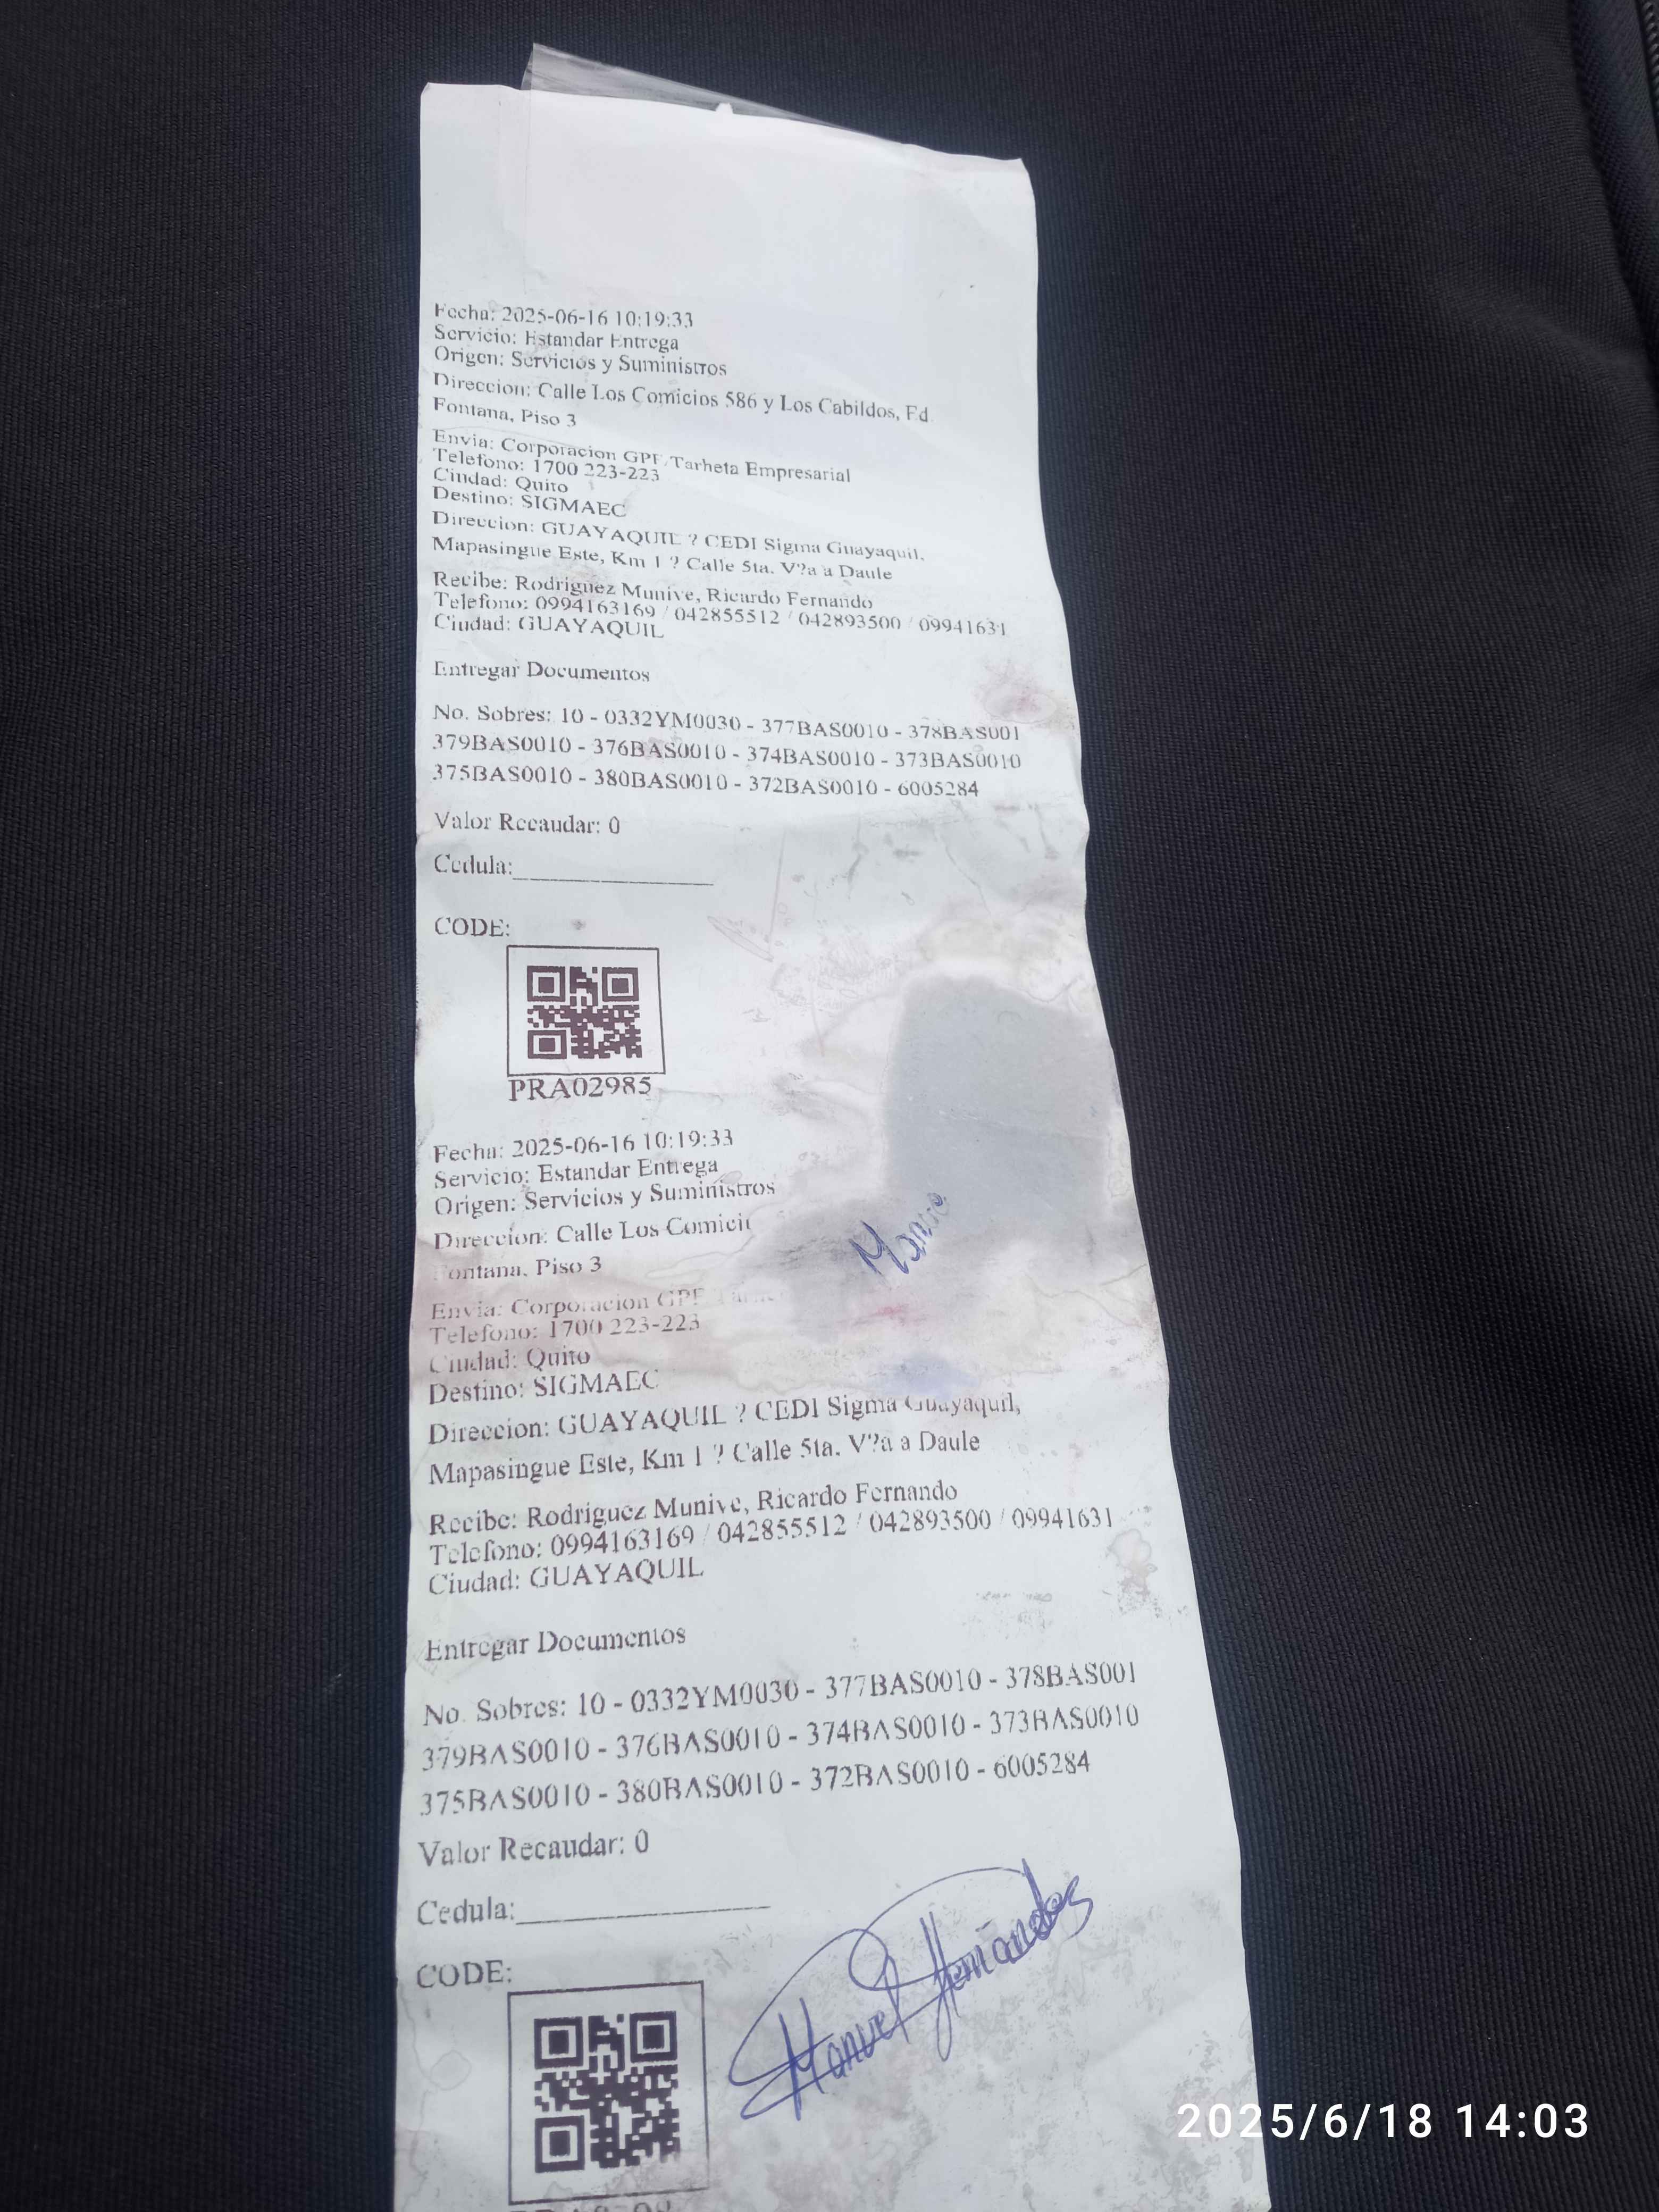 Fecha: 2025-06-16 10:19:33
Servicio: Estandar Entrega
Origen: Servicios y Suministros
Direccion: Calle Los Comicios 586 y Los Cabildos, Ed.
Fontana, Piso 3
Envia: Corporacion GPF Tarheta Empresarial
Telefono: 1700 223-223
Ciudad: Quito
Destino: SIGMAEC
Direccion: GUAYAQUIL ? CEDI Sigma Guayaquil,
Mapasingue Este, Km 1 ? Calle 5ta. V?a a Daule
Recibe: Rodriguez Munive, Ricardo Fernando
Telefono: 0994163169 / 042855512 / 042893500 / 09941631
Ciudad: GUAYAQUIL
Entregar Documentos
No. Sobres: 10 - 0332YM0030 - 377BAS0010 - 378BAS001
379BAS0010 - 376BAS0010 - 374BAS0010 - 373BAS0010
375BAS0010 - 380BAS0010 - 372BAS0010 - 6005284
Valor Recaudar: 0
Cedula:
CODE:
PRA02985
Fecha: 2025-06-16 10:19:33
Servicio: Estandar Entrega
Origen: Servicios y Suministros
Direccion: Calle Los Comici
Fontana, Piso 3
Envia: Corporacion GPF
Telefono: 1700 223-223
Ciudad: Quito
Destino: SIGMAEC
Direccion: GUAYAQUIL ? CEDI Sigma Guayaquil,
Mapasingue Este, Km 1 ? Calle 5ta. V?a a Daule
Recibe: Rodriguez Munive, Ricardo Fernando
Telefono: 0994163169 / 042855512 / 042893500 / 09941631
Ciudad: GUAYAQUIL
Entregar Documentos
No. Sobres: 10 - 0332YM0030 - 377BAS0010 - 378BAS001
379BAS0010 - 376BAS0010 - 374BAS0010 - 373BAS0010
375BAS0010 - 380BAS0010 - 372BAS0010 - 6005284
Valor Recaudar: 0
Cedula:
CODE:
Manuel Hernandez
2025/6/18 14:03